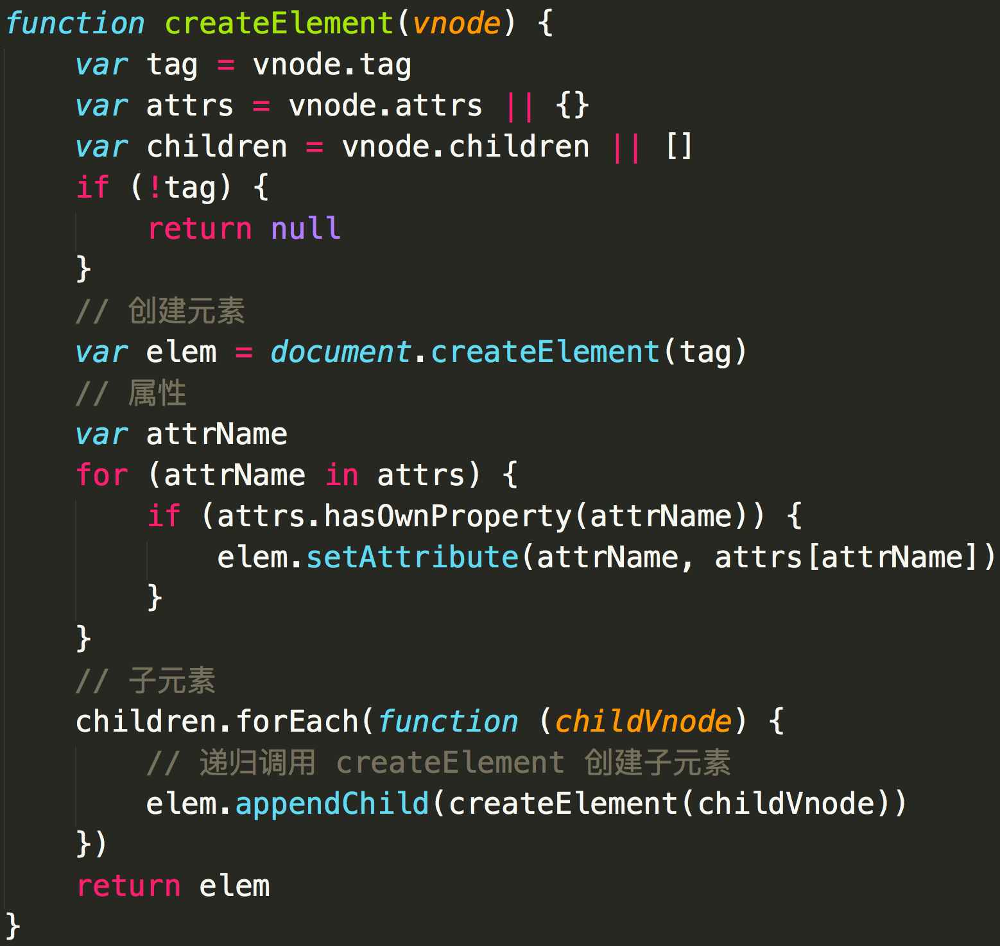 function createElement(vnode) {
    var tag = vnode.tag
    var attrs = vnode.attrs || {}
    var children = vnode.children || []
    if (!tag) {
        return null
    }
    // 创建元素
    var elem = document.createElement(tag)
    // 属性
    var attrName
    for (attrName in attrs) {
        if (attrs.hasOwnProperty(attrName)) {
            elem.setAttribute(attrName, attrs[attrName])
        }
    }
    // 子元素
    children.forEach(function (childVnode) {
        // 递归调用 createElement 创建子元素
        elem.appendChild(createElement(childVnode))
    })
    return elem
}